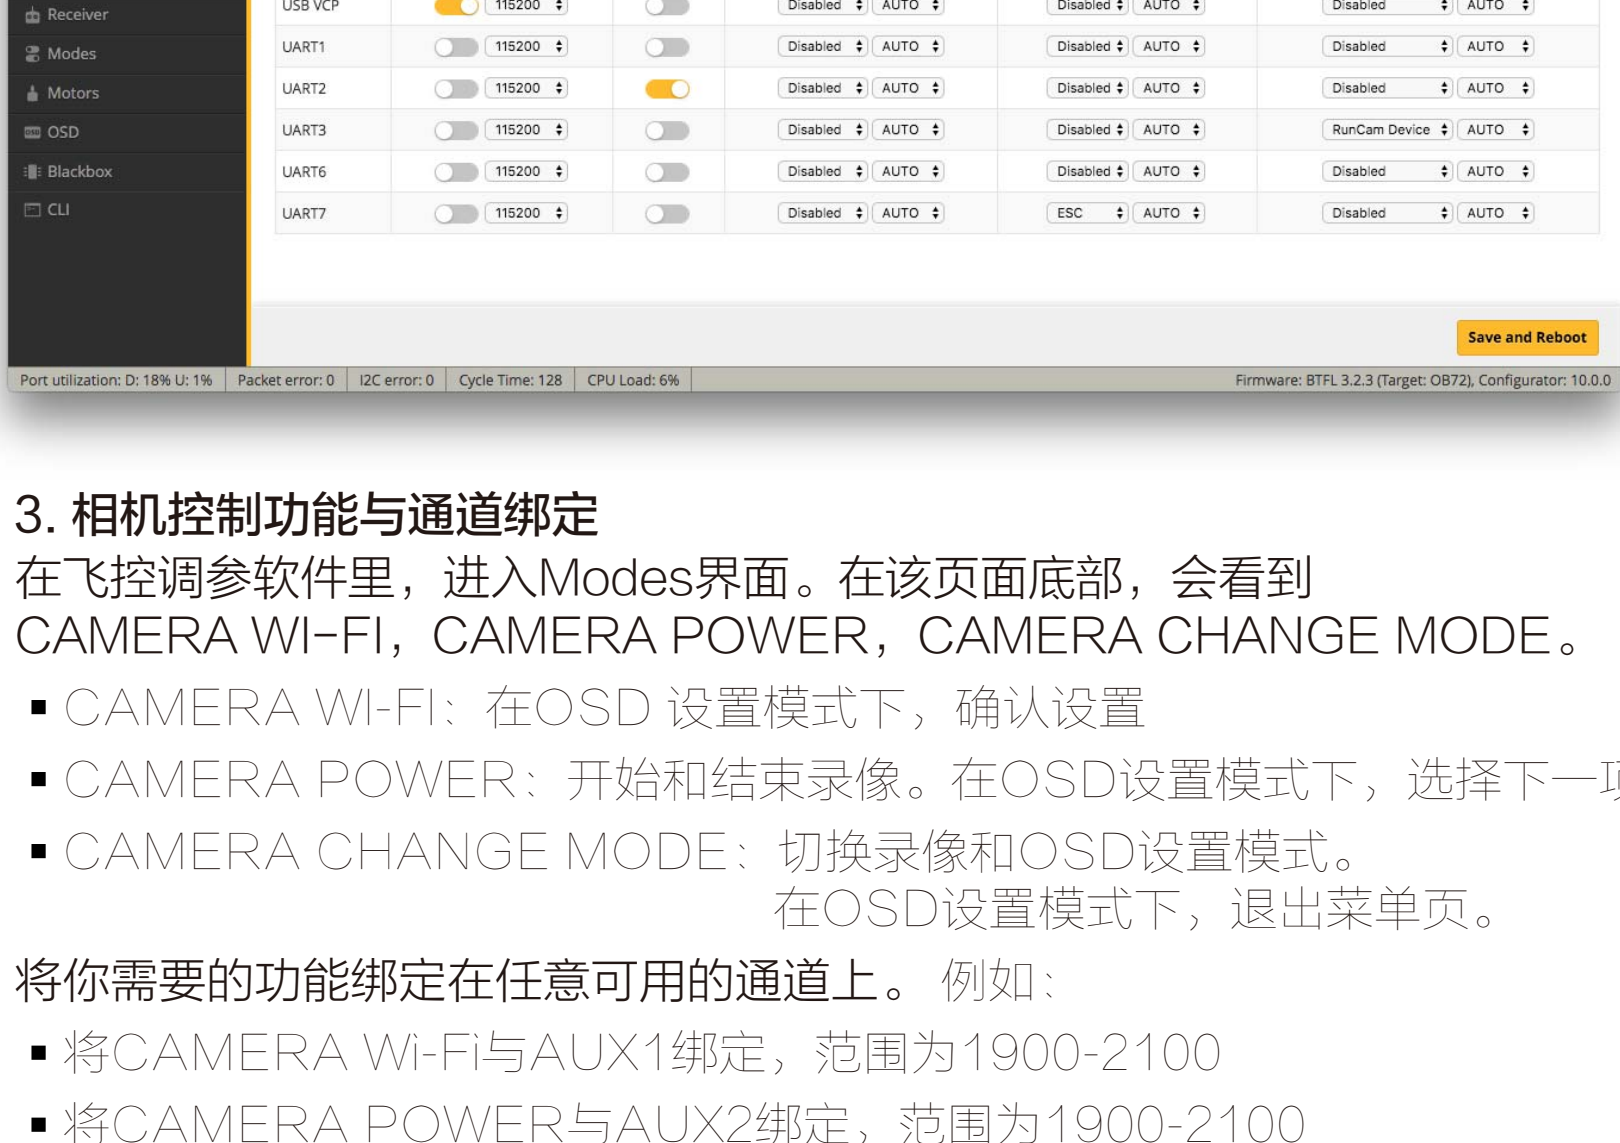 Receiver
Modes
Motors
OSD
Blackbox
CLI
USB VCP 115200 Disabled AUTO Disabled AUTO Disabled AUTO
UART1 115200 Disabled AUTO Disabled AUTO Disabled AUTO
UART2 115200 Disabled AUTO Disabled AUTO Disabled AUTO
UART3 115200 Disabled AUTO Disabled AUTO RunCam Device AUTO
UART6 115200 Disabled AUTO Disabled AUTO Disabled AUTO
UART7 115200 Disabled AUTO ESC AUTO Disabled AUTO
Save and Reboot
Port utilization: D: 18% U: 1% Packet error: 0 I2C error: 0 Cycle Time: 128 CPU Load: 6% Firmware: BTFL 3.2.3 (Target: OB72), Configurator: 10.0.0
3. 相机控制功能与通道绑定
在飞控调参软件里，进入Modes界面。在该页面底部，会看到
CAMERA WI-FI，CAMERA POWER，CAMERA CHANGE MODE。
▪ CAMERA WI-FI：在OSD 设置模式下，确认设置
▪ CAMERA POWER：开始和结束录像。在OSD设置模式下，选择下一项
▪ CAMERA CHANGE MODE：切换录像和OSD设置模式。
在OSD设置模式下，退出菜单页。
将你需要的功能绑定在任意可用的通道上。例如：
▪ 将CAMERA Wi-Fi与AUX1绑定，范围为1900-2100
▪ 将CAMERA POWER与AUX2绑定，范围为1900-2100